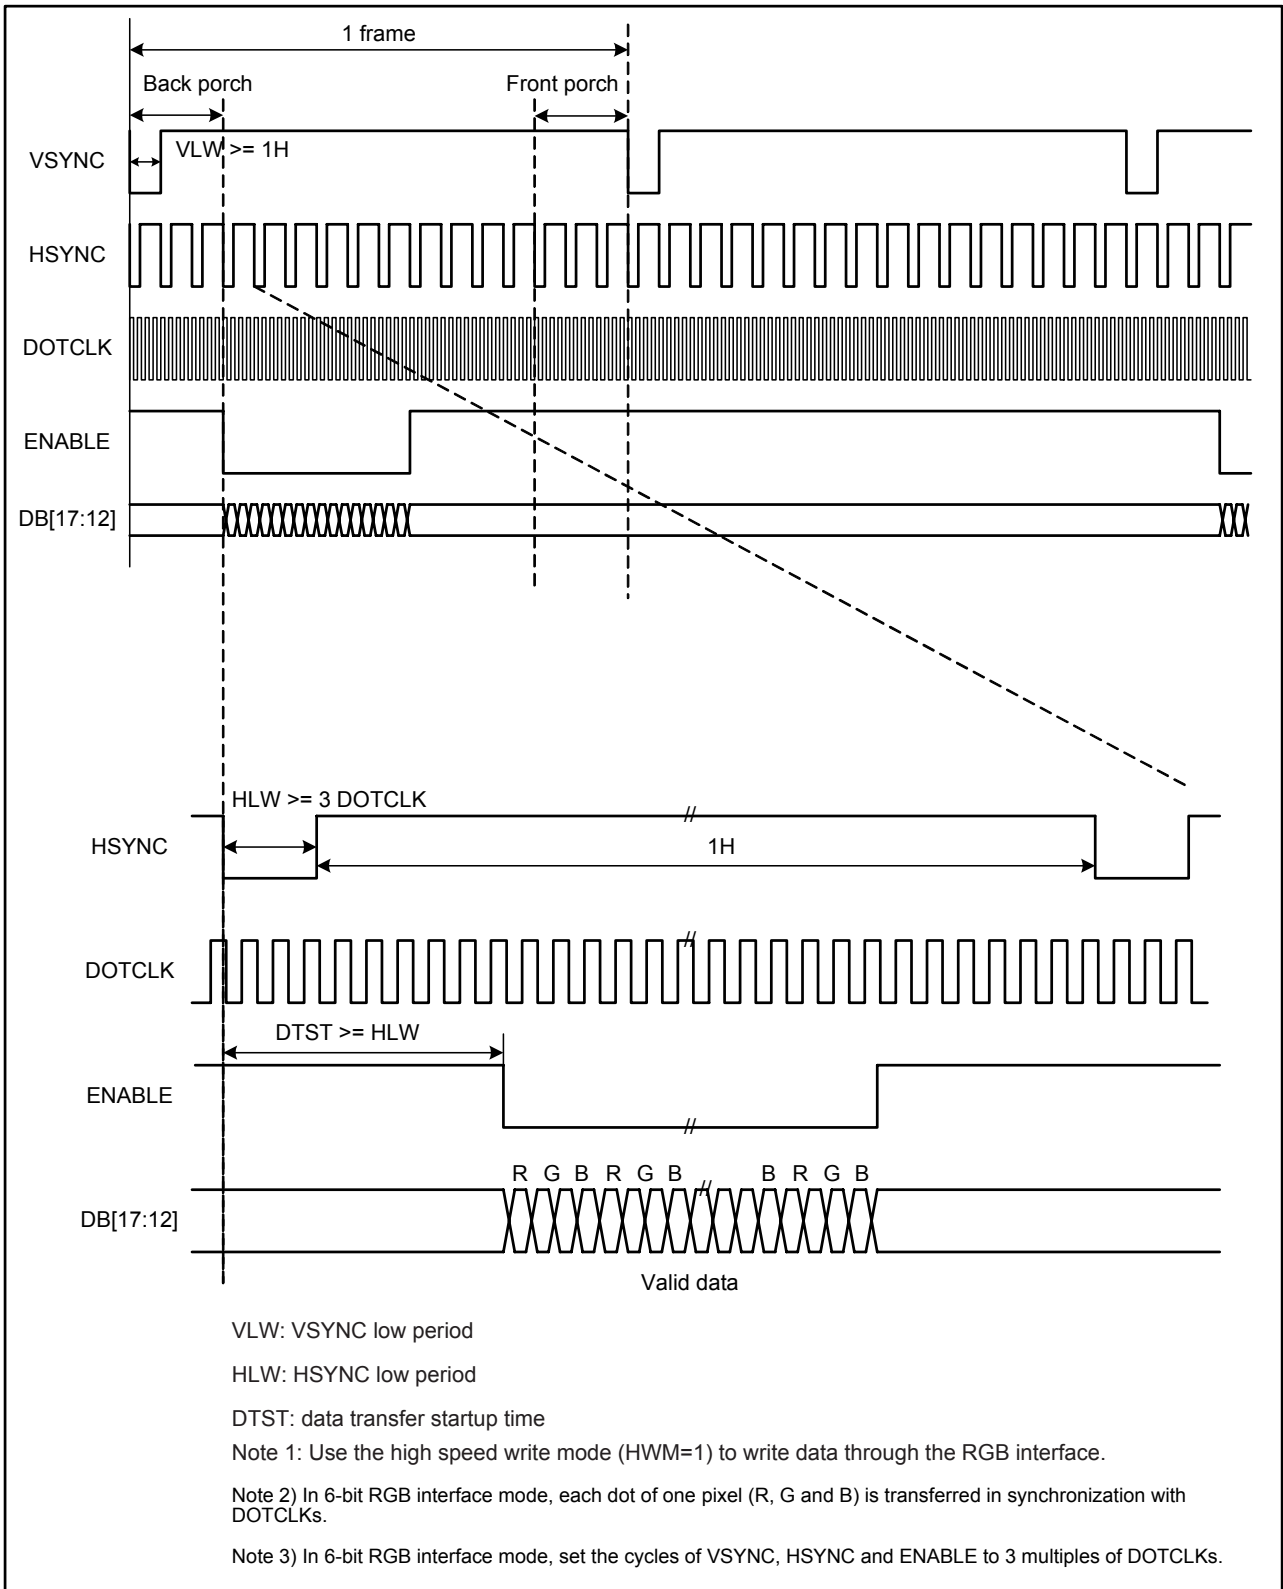 1 frame
Back porch
Front porch
VLW >= 1H
VSYNC
HSYNC
DOTCLK
ENABLE
DB[17:12]
HLW >= 3 DOTCLK
//
HSYNC
1H
//
DOTCLK
DTST >= HLW
ENABLE
//
R G B R G B B R G B
//
DB[17:12]
Valid data
VLW: VSYNC low period
HLW: HSYNC low period
DTST: data transfer startup time
Note 1: Use the high speed write mode (HWM=1) to write data through the RGB interface.
Note 2) In 6-bit RGB interface mode, each dot of one pixel (R, G and B) is transferred in synchronization with
DOTCLKs.
Note 3) In 6-bit RGB interface mode, set the cycles of VSYNC, HSYNC and ENABLE to 3 multiples of DOTCLKs.